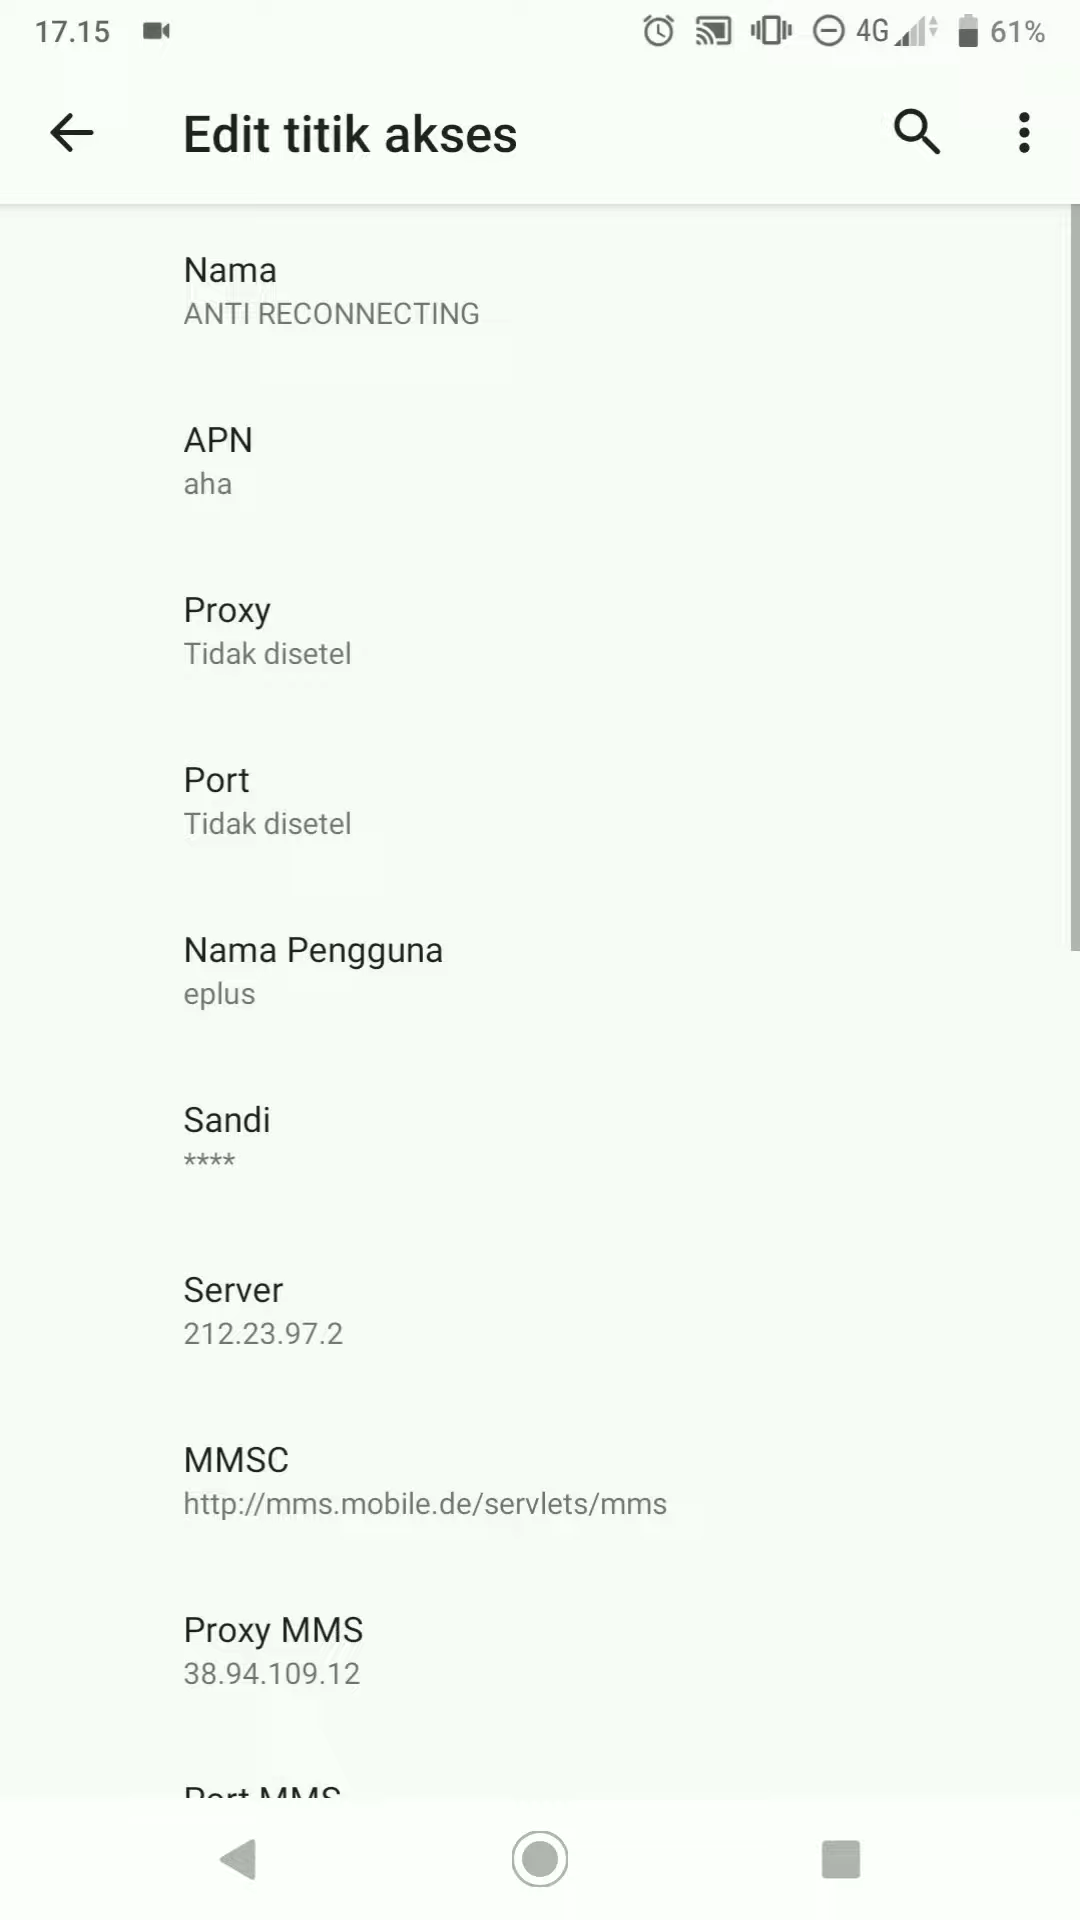 17.15 4G 61%
Edit titik akses
Nama
ANTI RECONNECTING
APN
aha
Proxy
Tidak disetel
Port
Tidak disetel
Nama Pengguna
eplus
Sandi
****
Server
212.23.97.2
MMSC
http://mms.mobile.de/servlets/mms
Proxy MMS
38.94.109.12
Port MMS